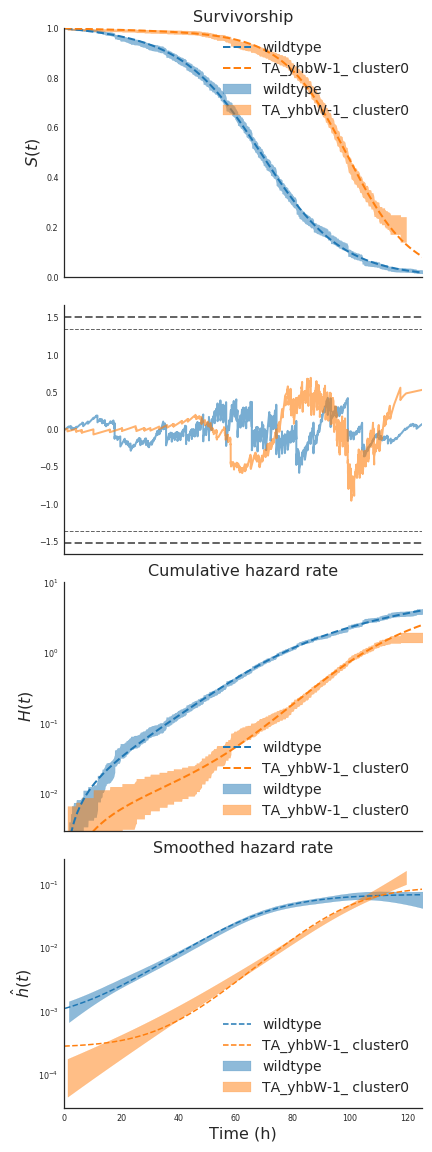 Survivorship
1.0
0.8
0.6
0.4
0.2
0.0
S(t)
wildtype
TA_yhbW-1_ cluster0
wildtype
TA_yhbW-1_ cluster0
1.5
1.0
0.5
0.0
−0.5
−1.0
−1.5
Cumulative hazard rate
10¹
10⁰
10⁻¹
10⁻²
H(t)
wildtype
TA_yhbW-1_ cluster0
wildtype
TA_yhbW-1_ cluster0
Smoothed hazard rate
10⁻¹
10⁻²
10⁻³
10⁻⁴
ĥ(t)
wildtype
TA_yhbW-1_ cluster0
wildtype
TA_yhbW-1_ cluster0
0 20 40 60 80 100 120
Time (h)